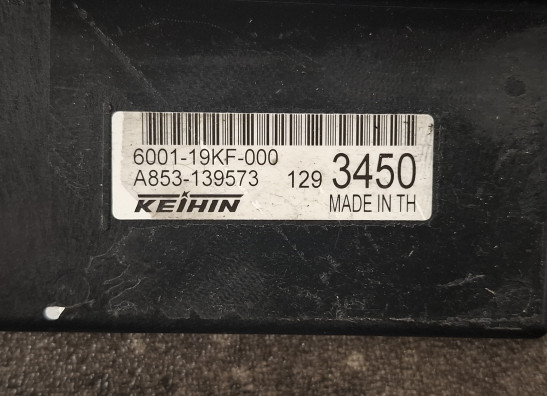 6001-19KF-000
A853-139573 129 3450
KEIHIN MADE IN TH